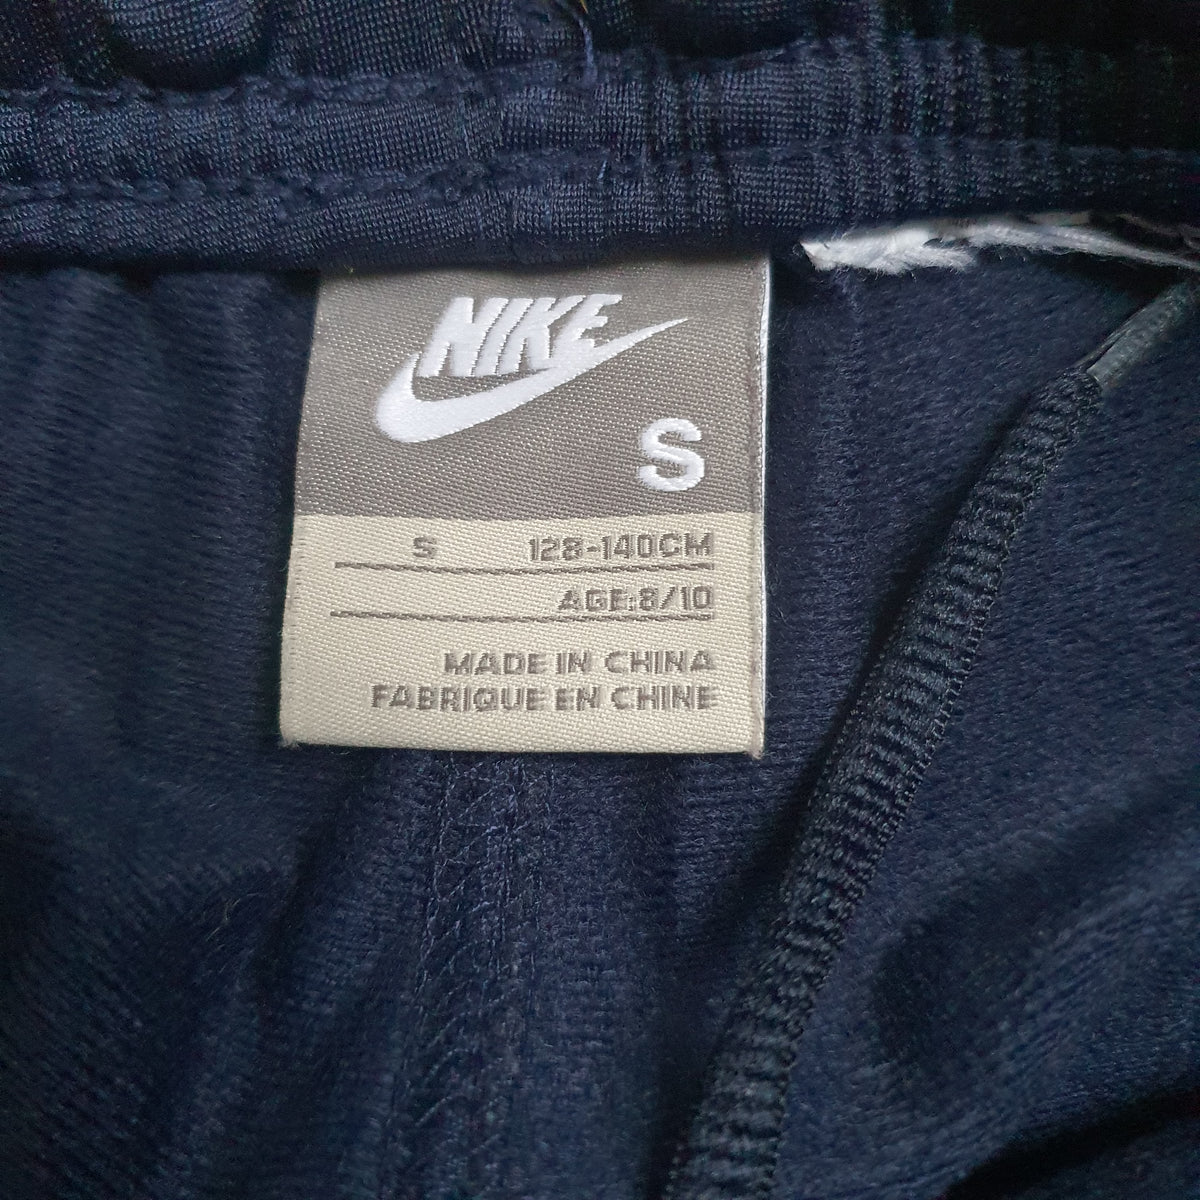 NIKE
S
S 128-140CM
AGE:8/10
MADE IN CHINA
FABRIQUE EN CHINE